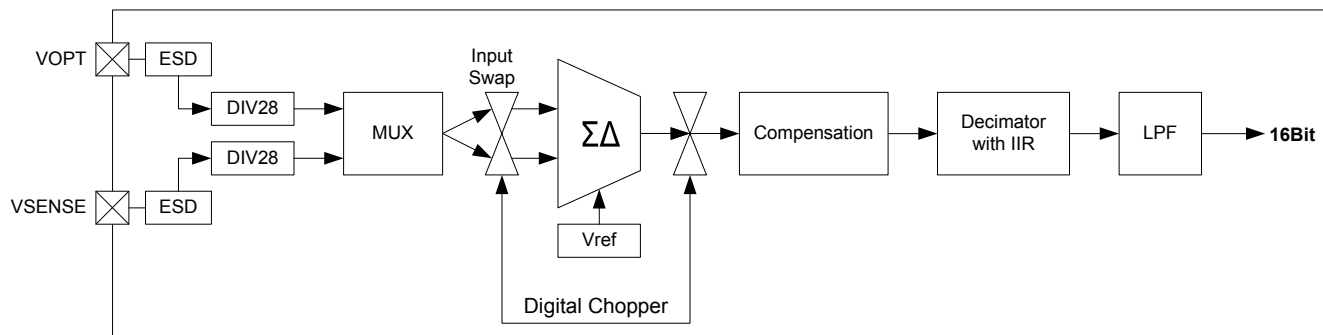 VOPT
ESD
DIV28
VSENSE
ESD
DIV28
MUX
Input
Swap
ΣΔ
Vref
Digital Chopper
Compensation
Decimator
with IIR
LPF
16Bit